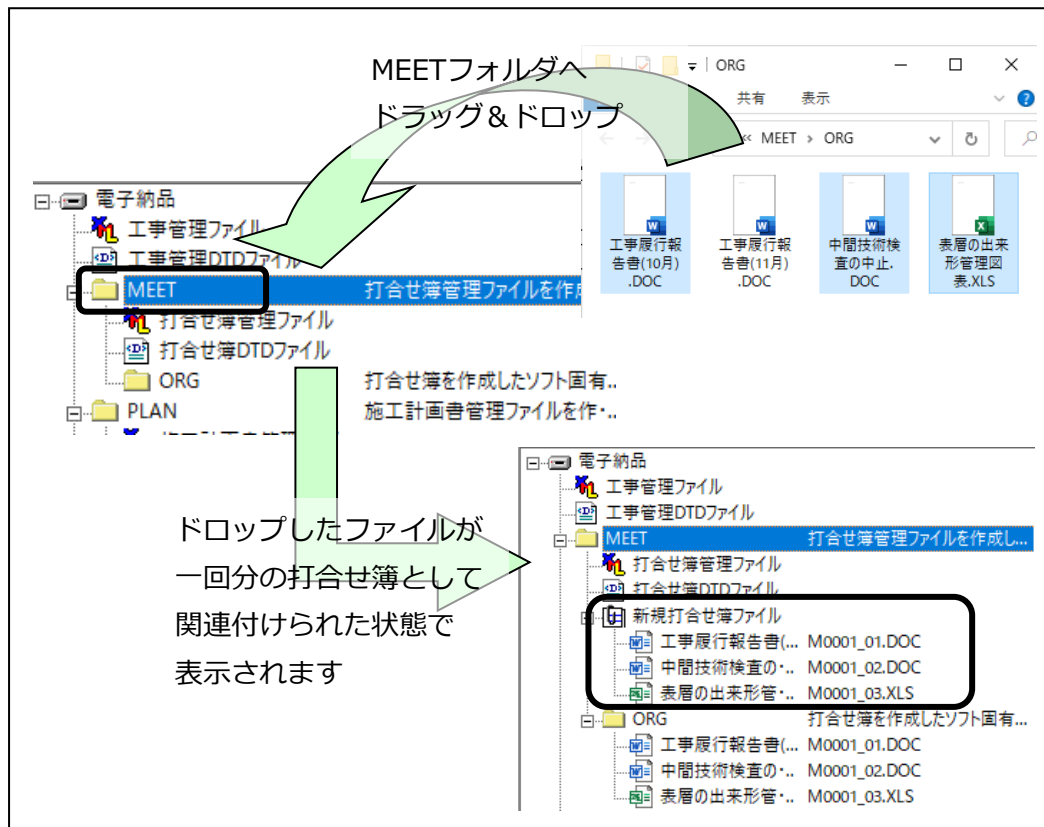 MEETフォルダへ
ドラッグ＆ドロップ
ORG
共有 表示
« MEET › ORG
工事履行報
告書(10月)
.DOC
工事履行報
告書(11月)
.DOC
中間技術検
査の中止.
DOC
表層の出来
形管理図
表.XLS
電子納品
工事管理ファイル
工事管理DTDファイル
MEET 打合せ簿管理ファイルを作成
打合せ簿管理ファイル
打合せ簿DTDファイル
ORG 打合せ簿を作成したソフト固有..
PLAN 施工計画書管理ファイルを作･..
ドロップしたファイルが
一回分の打合せ簿として
関連付けられた状態で
表示されます
電子納品
工事管理ファイル
工事管理DTDファイル
MEET 打合せ簿管理ファイルを作成し...
打合せ簿管理ファイル
打合せ簿DTDファイル
新規打合せ簿ファイル
工事履行報告書(... M0001_01.DOC
中間技術検査の･.. M0001_02.DOC
表層の出来形管･.. M0001_03.XLS
ORG 打合せ簿を作成したソフト固有...
工事履行報告書(... M0001_01.DOC
中間技術検査の･.. M0001_02.DOC
表層の出来形管･.. M0001_03.XLS